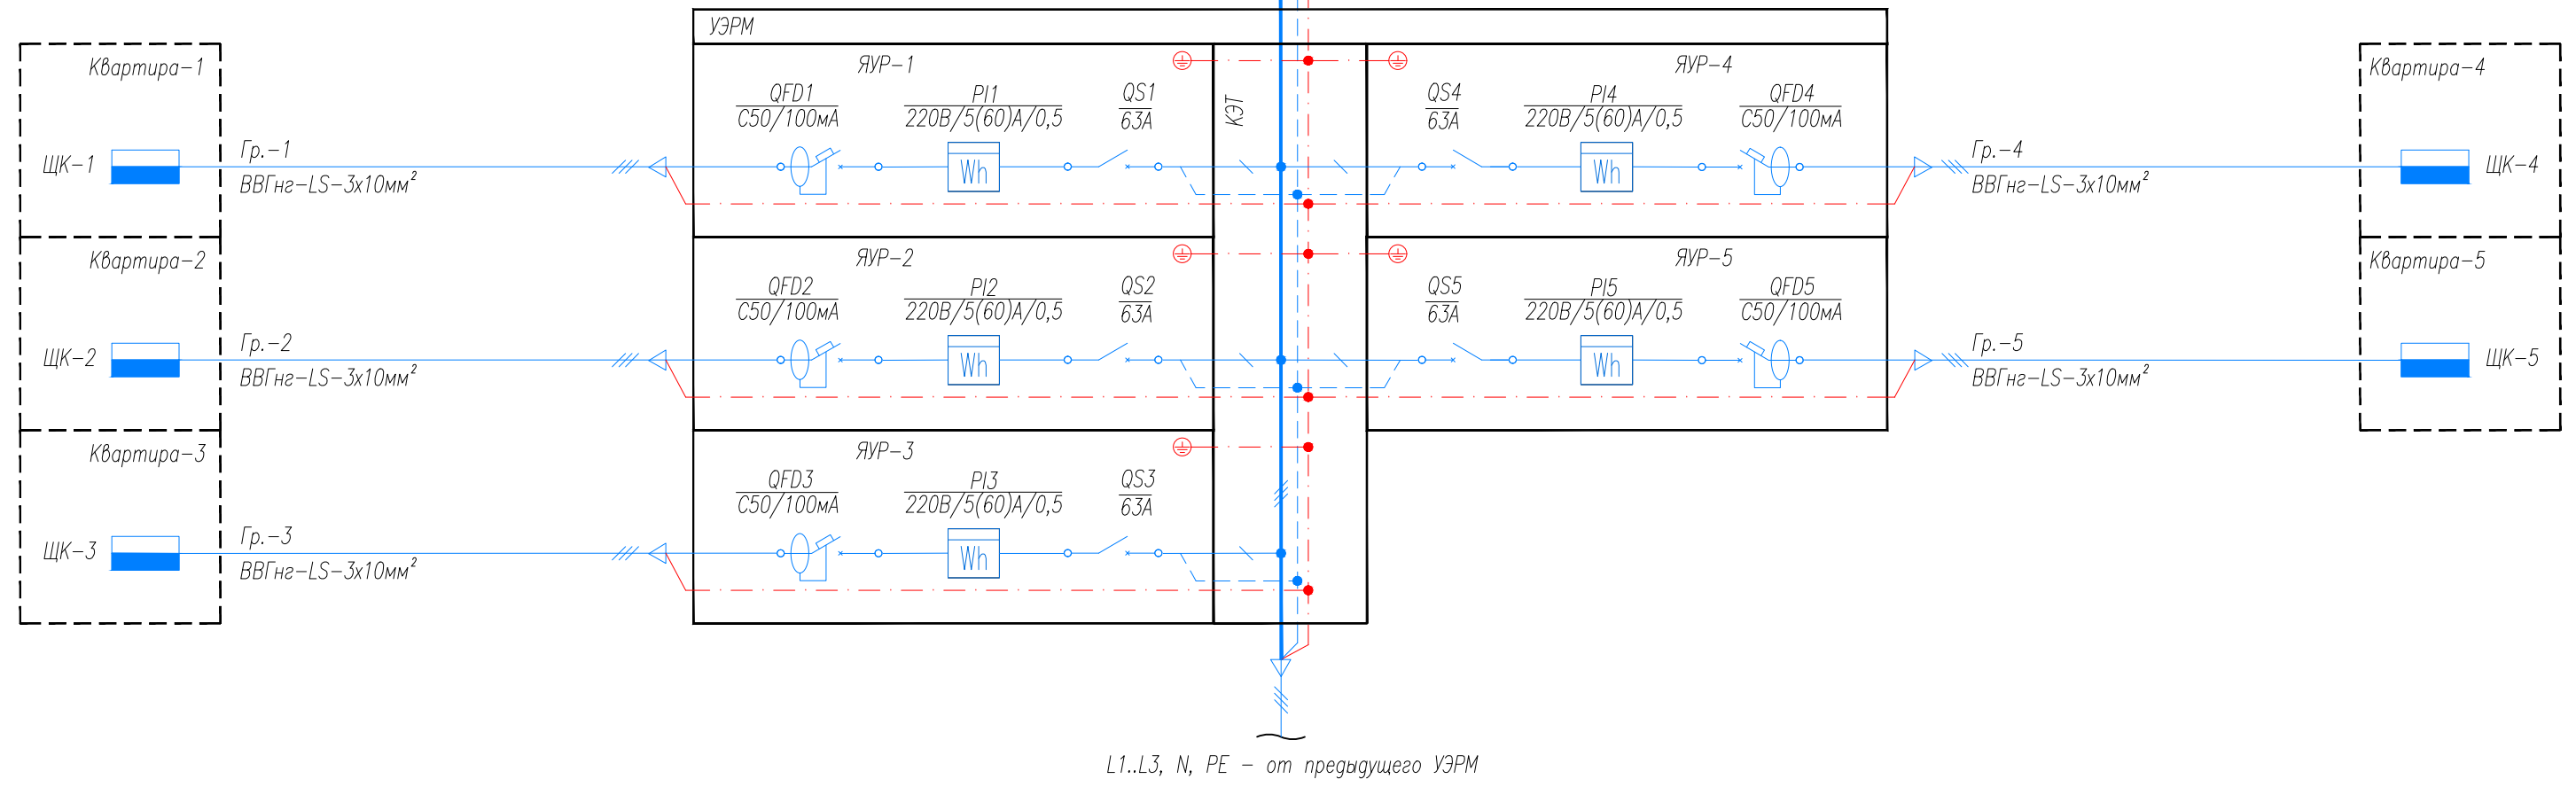 УЭРМ
Квартира-1
ЩК-1
Гр.-1
ВВГнг-LS-3х10мм²
ЯУР-1
QFD1
С50/100мА
PI1
220В/5(60)А/0,5
QS1
63А
Wh
КЭТ
ЯУР-4
QS4
63А
PI4
220В/5(60)А/0,5
QFD4
С50/100мА
Wh
Гр.-4
ВВГнг-LS-3х10мм²
Квартира-4
ЩК-4
Квартира-2
ЩК-2
Гр.-2
ВВГнг-LS-3х10мм²
ЯУР-2
QFD2
С50/100мА
PI2
220В/5(60)А/0,5
QS2
63А
Wh
ЯУР-5
QS5
63А
PI5
220В/5(60)А/0,5
QFD5
С50/100мА
Wh
Гр.-5
ВВГнг-LS-3х10мм²
Квартира-5
ЩК-5
Квартира-3
ЩК-3
Гр.-3
ВВГнг-LS-3х10мм²
ЯУР-3
QFD3
С50/100мА
PI3
220В/5(60)А/0,5
QS3
63А
Wh
L1..L3, N, PE - от предыдущего УЭРМ